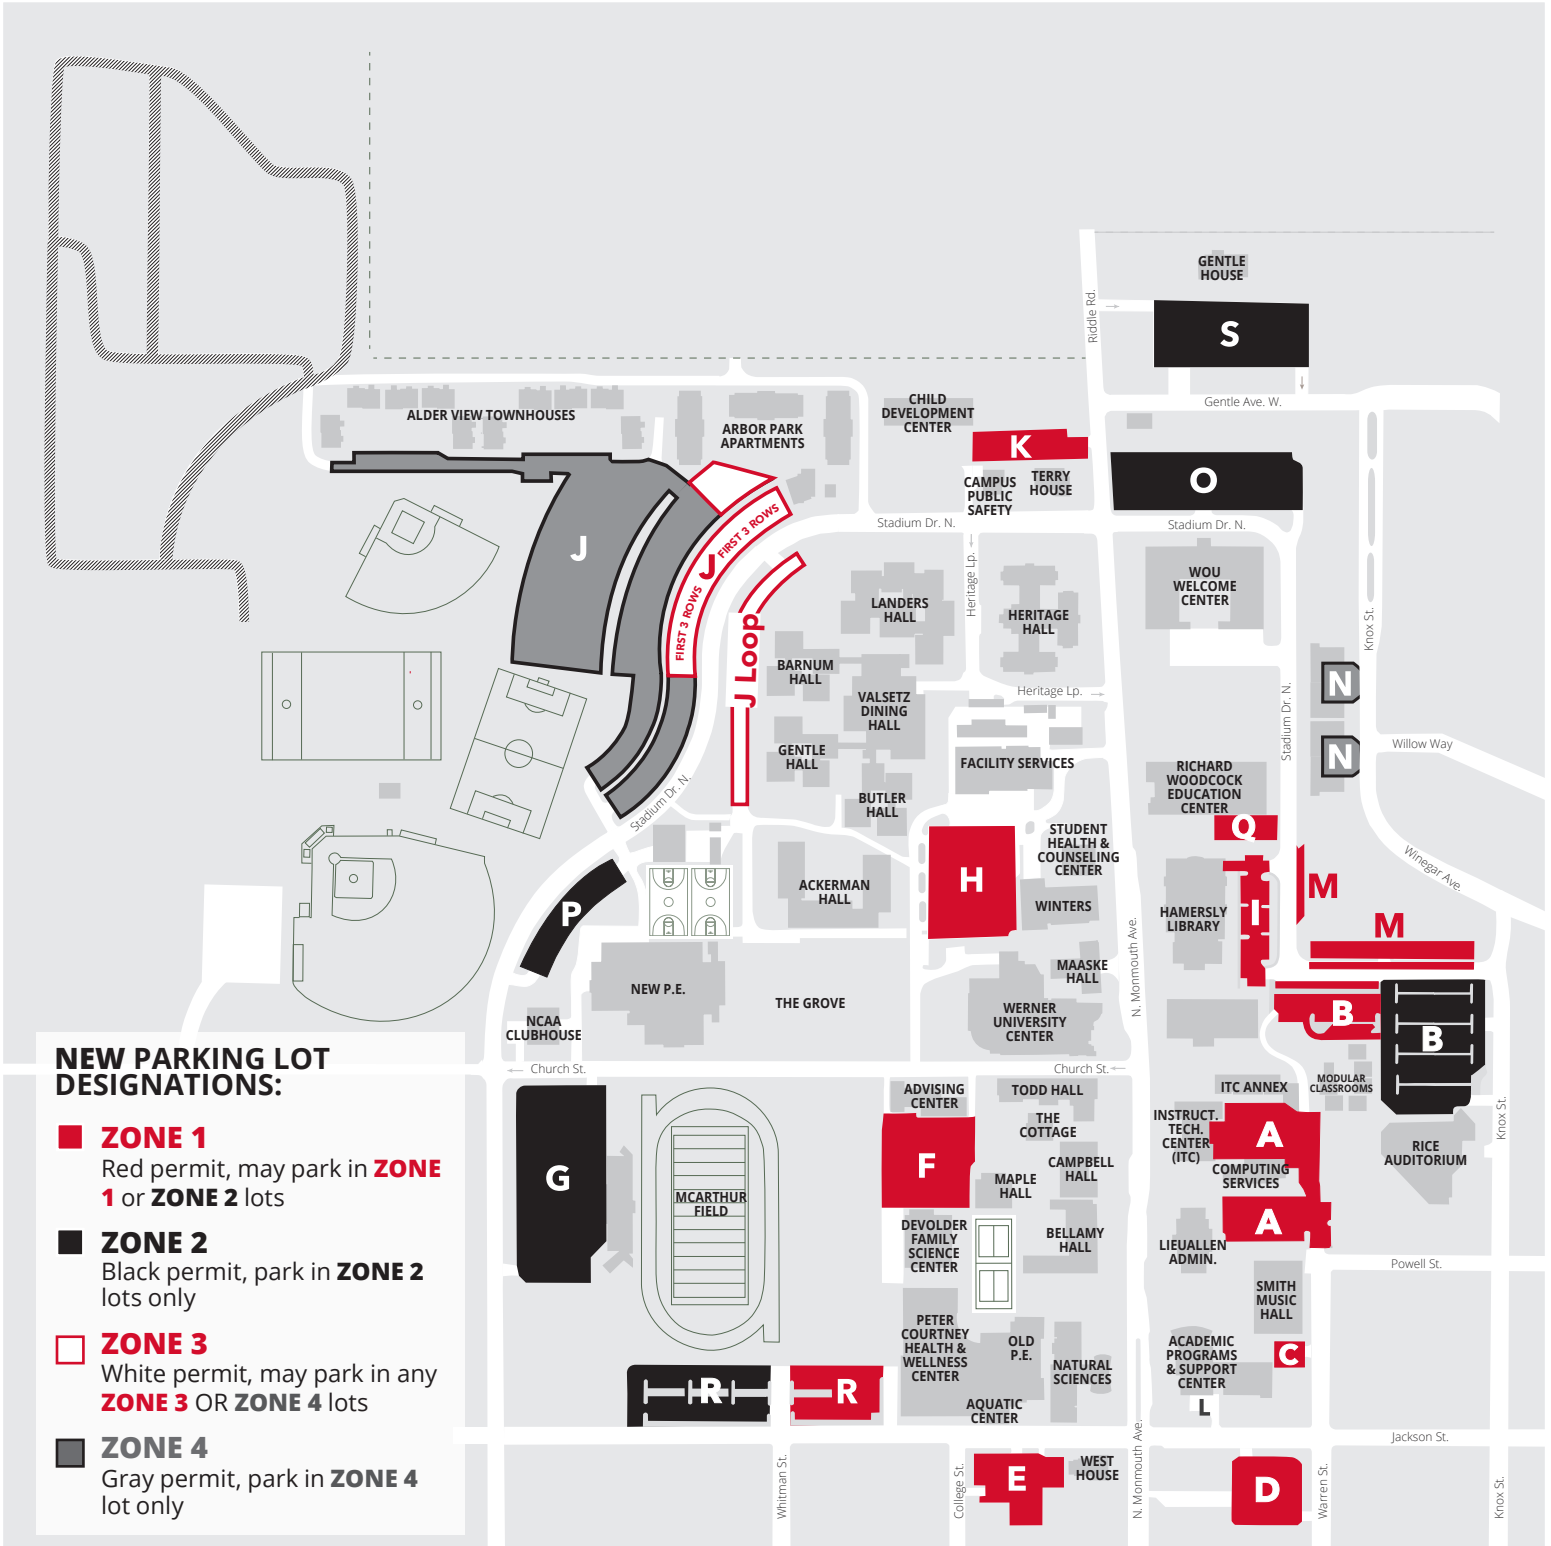 GENTLE
HOUSE
Riddle Rd.
S
Gentle Ave. W.
ALDER VIEW TOWNHOUSES
ARBOR PARK
APARTMENTS
CHILD
DEVELOPMENT
CENTER
K
CAMPUS
PUBLIC
SAFETY
TERRY
HOUSE
O
Stadium Dr. N.
Stadium Dr. N.
J
FIRST 3 ROWS
J
FIRST 3 ROWS
J Loop
Stadium Dr. N.
Heritage Lp.
LANDERS
HALL
HERITAGE
HALL
WOU
WELCOME
CENTER
Knox St.
BARNUM
HALL
VALSETZ
DINING
HALL
Heritage Lp.
Stadium Dr. N.
N
N
Willow Way
GENTLE
HALL
FACILITY SERVICES
BUTLER
HALL
RICHARD
WOODCOCK
EDUCATION
CENTER
Q
STUDENT
HEALTH &
COUNSELING
CENTER
Winegar Ave.
H
ACKERMAN
HALL
WINTERS
P
HAMERSLY
LIBRARY
I
M
M
N. Monmouth Ave.
NEW P.E.
THE GROVE
MAASKE
HALL
WERNER
UNIVERSITY
CENTER
NCAA
CLUBHOUSE
B
B
Church St.
Church St.
MODULAR
CLASSROOMS
ITC ANNEX
ADVISING
CENTER
TODD HALL
THE
COTTAGE
INSTRUCT.
TECH.
CENTER
(ITC)
A
COMPUTING
SERVICES
RICE
AUDITORIUM
Knox St.
G
MCARTHUR
FIELD
F
CAMPBELL
HALL
MAPLE
HALL
A
DEVOLDER
FAMILY
SCIENCE
CENTER
BELLAMY
HALL
LIEUALLEN
ADMIN.
Powell St.
SMITH
MUSIC
HALL
PETER
COURTNEY
HEALTH &
WELLNESS
CENTER
OLD
P.E.
NATURAL
SCIENCES
ACADEMIC
PROGRAMS
& SUPPORT
CENTER
C
R
R
AQUATIC
CENTER
L
Jackson St.
Whitman St.
College St.
E
WEST
HOUSE
N. Monmouth Ave.
D
Warren St.
Knox St.
NEW PARKING LOT
DESIGNATIONS:
ZONE 1
Red permit, may park in ZONE
1 or ZONE 2 lots
ZONE 2
Black permit, park in ZONE 2
lots only
ZONE 3
White permit, may park in any
ZONE 3 OR ZONE 4 lots
ZONE 4
Gray permit, park in ZONE 4
lot only